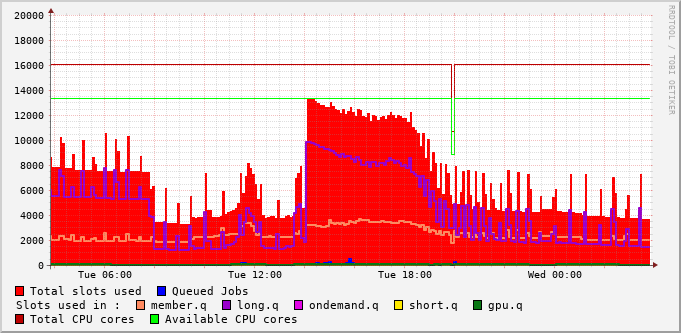 20000
18000
16000
14000
12000
10000
8000
6000
4000
2000
0
Tue 06:00 Tue 12:00 Tue 18:00 Wed 00:00
RRDTOOL / TOBI OETIKER
Total slots used Queued Jobs
Slots used in : member.q long.q ondemand.q short.q gpu.q
Total CPU cores Available CPU cores